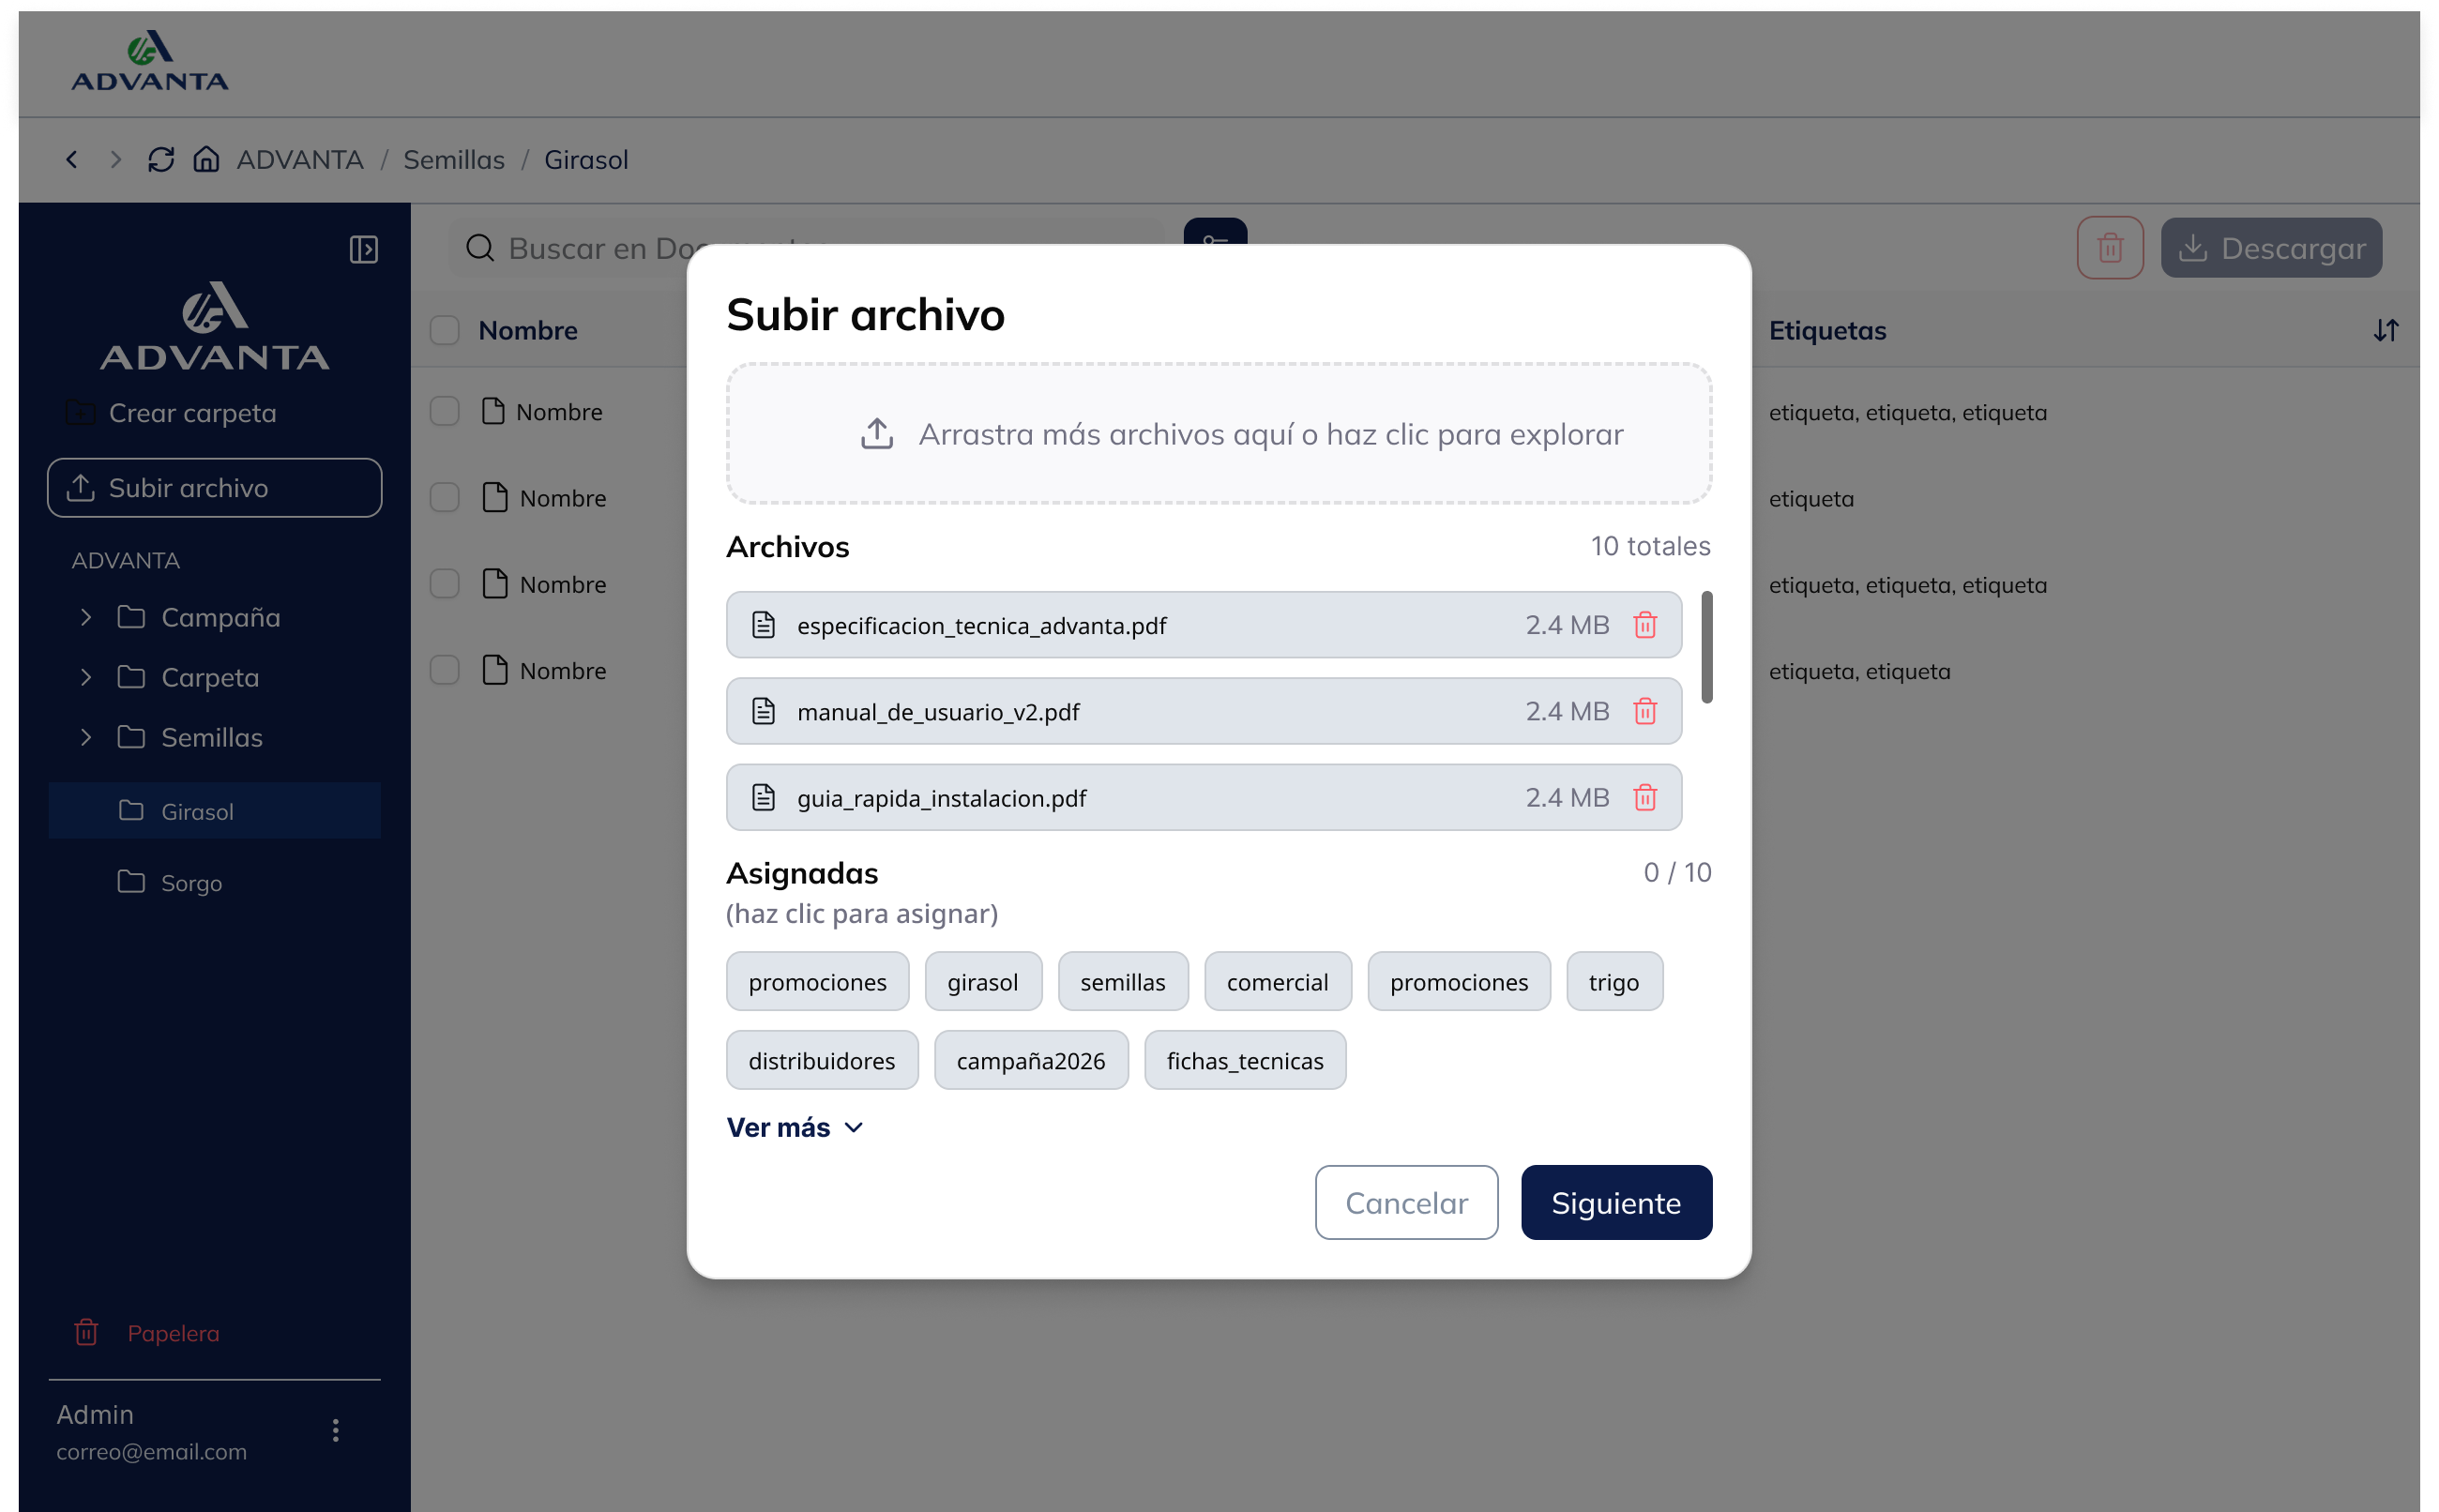 ADVANTA
ADVANTA / Semillas / Girasol
Descargar
ADVANTA
Crear carpeta
Subir archivo
ADVANTA
Campaña
Carpeta
Semillas
Girasol
Sorgo
Papelera
Admin
correo@email.com
Buscar en
Nombre
Etiquetas
Nombre
etiqueta, etiqueta, etiqueta
Nombre
etiqueta
Nombre
etiqueta, etiqueta, etiqueta
Nombre
etiqueta, etiqueta
Subir archivo
Arrastra más archivos aquí o haz clic para explorar
Archivos
10 totales
especificacion_tecnica_advanta.pdf 2.4 MB
manual_de_usuario_v2.pdf 2.4 MB
guia_rapida_instalacion.pdf 2.4 MB
Asignadas
0 / 10
(haz clic para asignar)
promociones girasol semillas comercial promociones trigo
distribuidores campaña2026 fichas_tecnicas
Ver más
Cancelar Siguiente